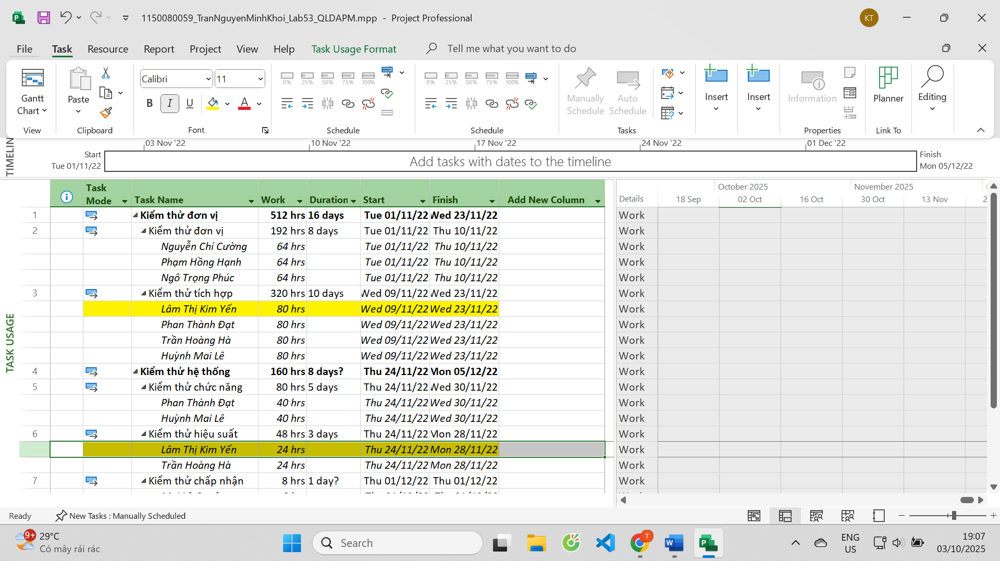 1150080059_TranNguyenMinhKhoi_Lab53_QLDAPM.mpp - Project Professional
KT
File Task Resource Report Project View Help Task Usage Format Tell me what you want to do
Gantt Chart
View
Paste
Clipboard
Calibri 11
B I U A
Font
0% 25% 50% 75% 100%
Schedule
0% 25% 50% 75% 100%
Schedule
Manually Schedule
Auto Schedule
Tasks
Insert
Insert
Information
Properties
Planner
Link To
Editing
TIMELIN
03 Nov '22 10 Nov '22 17 Nov '22 24 Nov '22 01 Dec '22
Start
Tue 01/11/22
Add tasks with dates to the timeline
Finish
Mon 05/12/22
TASK USAGE
Task Mode Task Name Work Duration Start Finish Add New Column
Details
October 2025 November 2025
18 Sep 02 Oct 16 Oct 30 Oct 13 Nov 2
1 Kiểm thử đơn vị 512 hrs 16 days Tue 01/11/22 Wed 23/11/22 Work
2 Kiểm thử đơn vị 192 hrs 8 days Tue 01/11/22 Thu 10/11/22 Work
Nguyễn Chí Cường 64 hrs Tue 01/11/22 Thu 10/11/22 Work
Phạm Hồng Hạnh 64 hrs Tue 01/11/22 Thu 10/11/22 Work
Ngô Trọng Phúc 64 hrs Tue 01/11/22 Thu 10/11/22 Work
3 Kiểm thử tích hợp 320 hrs 10 days Wed 09/11/22 Wed 23/11/22 Work
Lâm Thị Kim Yến 80 hrs Wed 09/11/22 Wed 23/11/22 Work
Phan Thành Đạt 80 hrs Wed 09/11/22 Wed 23/11/22 Work
Trần Hoàng Hà 80 hrs Wed 09/11/22 Wed 23/11/22 Work
Huỳnh Mai Lê 80 hrs Wed 09/11/22 Wed 23/11/22 Work
4 Kiểm thử hệ thống 160 hrs 8 days? Thu 24/11/22 Mon 05/12/22 Work
5 Kiểm thử chức năng 80 hrs 5 days Thu 24/11/22 Wed 30/11/22 Work
Phan Thành Đạt 40 hrs Thu 24/11/22 Wed 30/11/22 Work
Huỳnh Mai Lê 40 hrs Thu 24/11/22 Wed 30/11/22 Work
6 Kiểm thử hiệu suất 48 hrs 3 days Thu 24/11/22 Mon 28/11/22 Work
Lâm Thị Kim Yến 24 hrs Thu 24/11/22 Mon 28/11/22 Work
Trần Hoàng Hà 24 hrs Thu 24/11/22 Mon 28/11/22 Work
7 Kiểm thử chấp nhận 8 hrs 1 day? Thu 01/12/22 Thu 01/12/22 Work
Ready New Tasks : Manually Scheduled
9+ 29°C
Có mây rải rác
Search
T
ENG
US
19:07
03/10/2025